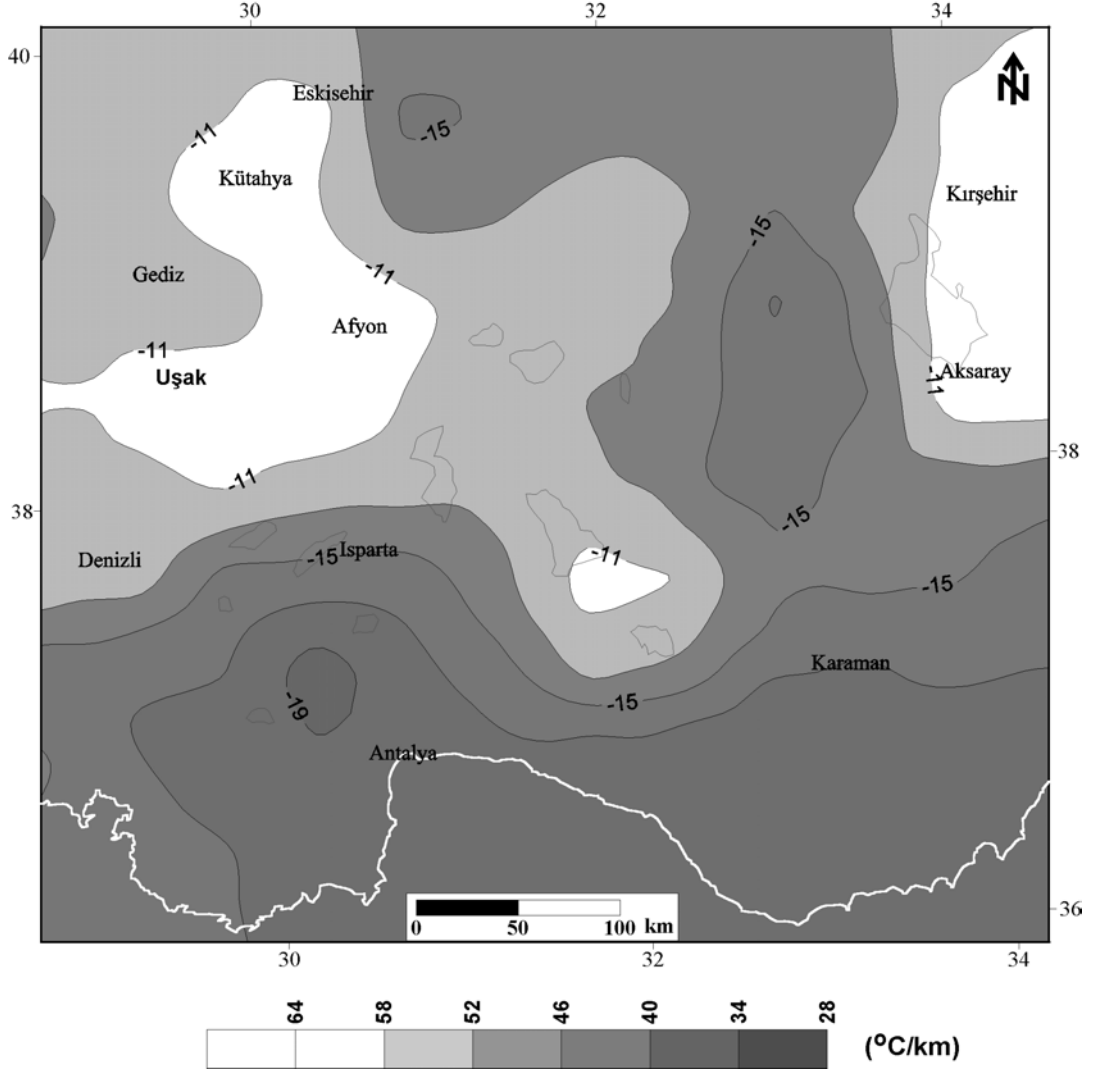 30 32 34
40
N
Eskisehir
-15
-11
Kütahya
Kırşehir
-15
-11
Gediz
Afyon
-11
Uşak
-11
Aksaray
38
-11
38
-15
Denizli
-15
Isparta
-11
-15
Karaman
-19
-15
Antalya
36
0 50 100 km
30 32 34
64 58 52 46 40 34 28
(°C/km)